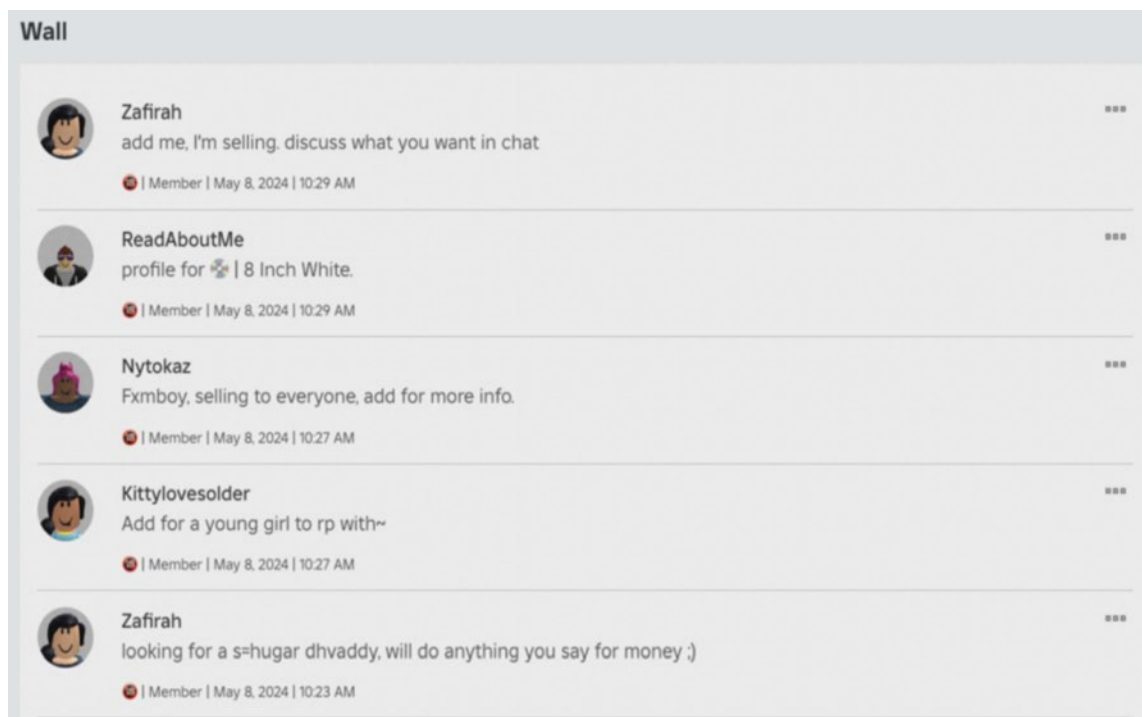 Wall
Zafirah
add me, I'm selling. discuss what you want in chat
| Member | May 8, 2024 | 10:29 AM
ReadAboutMe
profile for 💿 | 8 Inch White.
| Member | May 8, 2024 | 10:29 AM
Nytokaz
Fxmboy, selling to everyone, add for more info.
| Member | May 8, 2024 | 10:27 AM
Kittylovesolder
Add for a young girl to rp with~
| Member | May 8, 2024 | 10:27 AM
Zafirah
looking for a s=hugar dhvaddy, will do anything you say for money ;)
| Member | May 8, 2024 | 10:23 AM